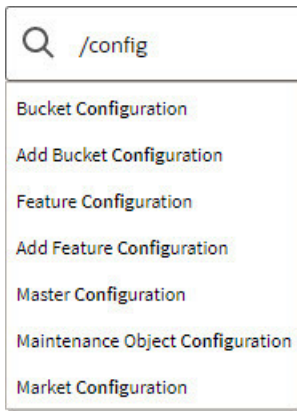 /config
Bucket Configuration
Add Bucket Configuration
Feature Configuration
Add Feature Configuration
Master Configuration
Maintenance Object Configuration
Market Configuration